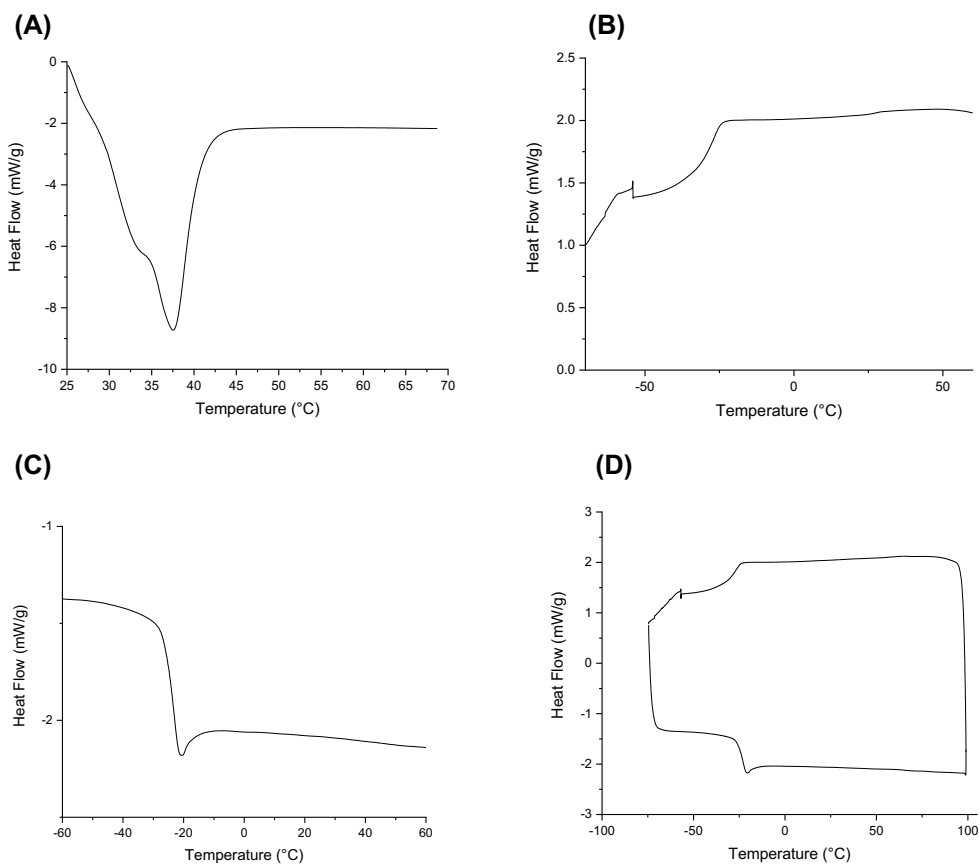 (A)
0
-2
-4
-6
-8
-10
25 30 35 40 45 50 55 60 65 70
Heat Flow (mW/g)
Temperature (°C)
(B)
2.5
2.0
1.5
1.0
0.5
0.0
-50 0 50
Heat Flow (mW/g)
Temperature (°C)
(C)
-1
-2
-60 -40 -20 0 20 40 60
Heat Flow (mW/g)
Temperature (°C)
(D)
3
2
1
0
-1
-2
-3
-100 -50 0 50 100
Heat Flow (mW/g)
Temperature (°C)